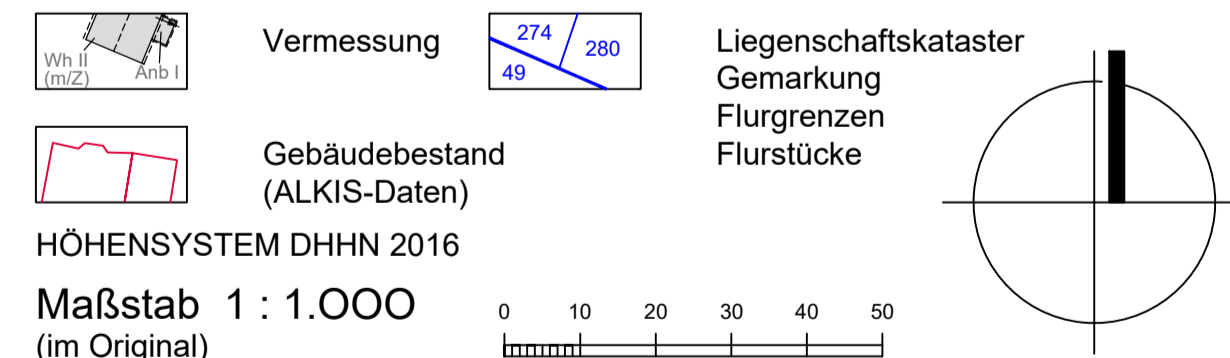 Wh II
(m/Z)
Anb I
Vermessung
274
280
49
Liegenschaftskataster
Gemarkung
Flurgrenzen
Flurstücke
Gebäudebestand
(ALKIS-Daten)
HÖHENSYSTEM DHHN 2016
Maßstab 1 : 1.OOO
(im Original)
0 10 20 30 40 50